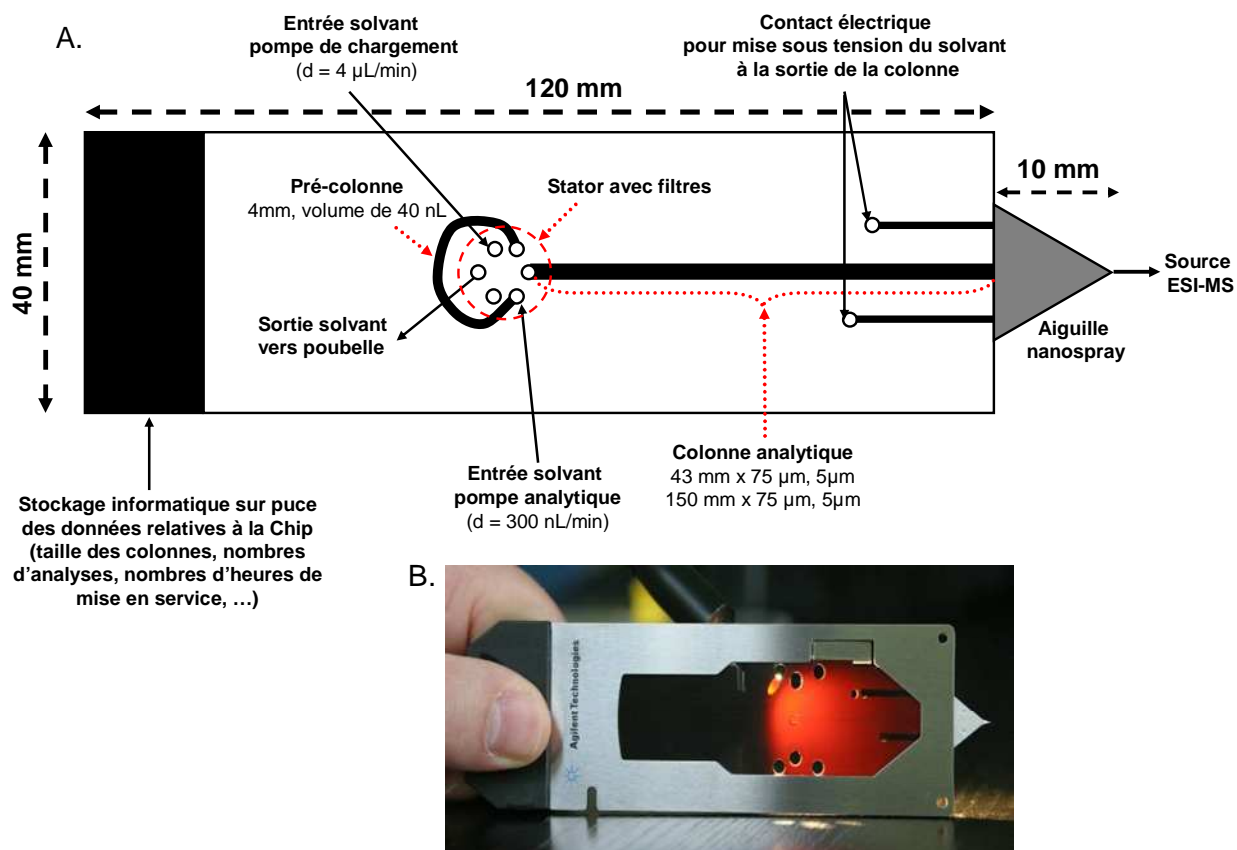 A.
Entrée solvant
pompe de chargement
(d = 4 µL/min)
Contact électrique
pour mise sous tension du solvant
à la sortie de la colonne
120 mm
40 mm
10 mm
Pré-colonne
4mm, volume de 40 nL
Stator avec filtres
Source
ESI-MS
Sortie solvant
vers poubelle
Aiguille
nanospray
Entrée solvant
pompe analytique
(d = 300 nL/min)
Colonne analytique
43 mm x 75 µm, 5µm
150 mm x 75 µm, 5µm
Stockage informatique sur puce
des données relatives à la Chip
(taille des colonnes, nombres
d'analyses, nombres d'heures de
mise en service, …)
B.
Agilent Technologies